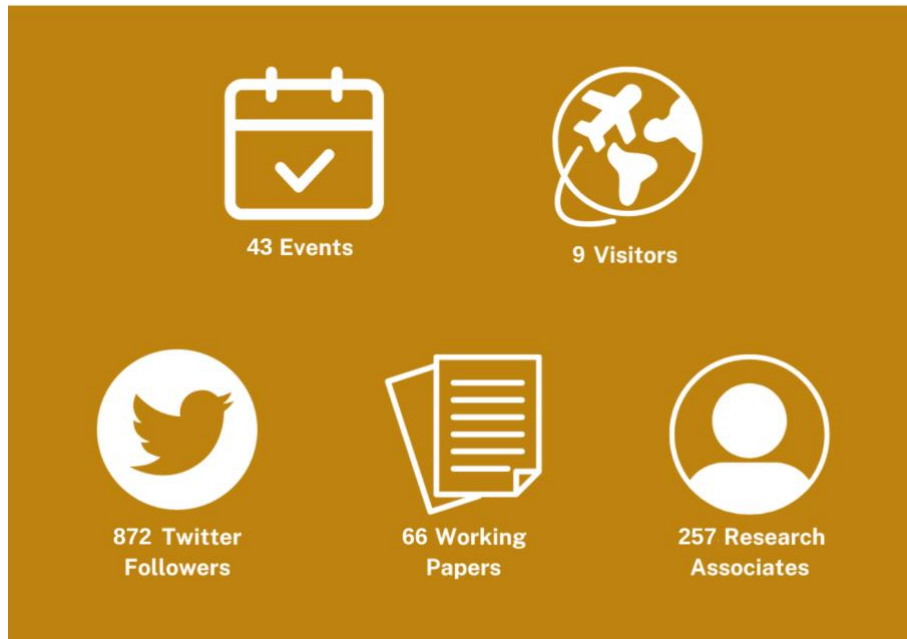 43 Events
9 Visitors
872 Twitter
Followers
66 Working
Papers
257 Research
Associates